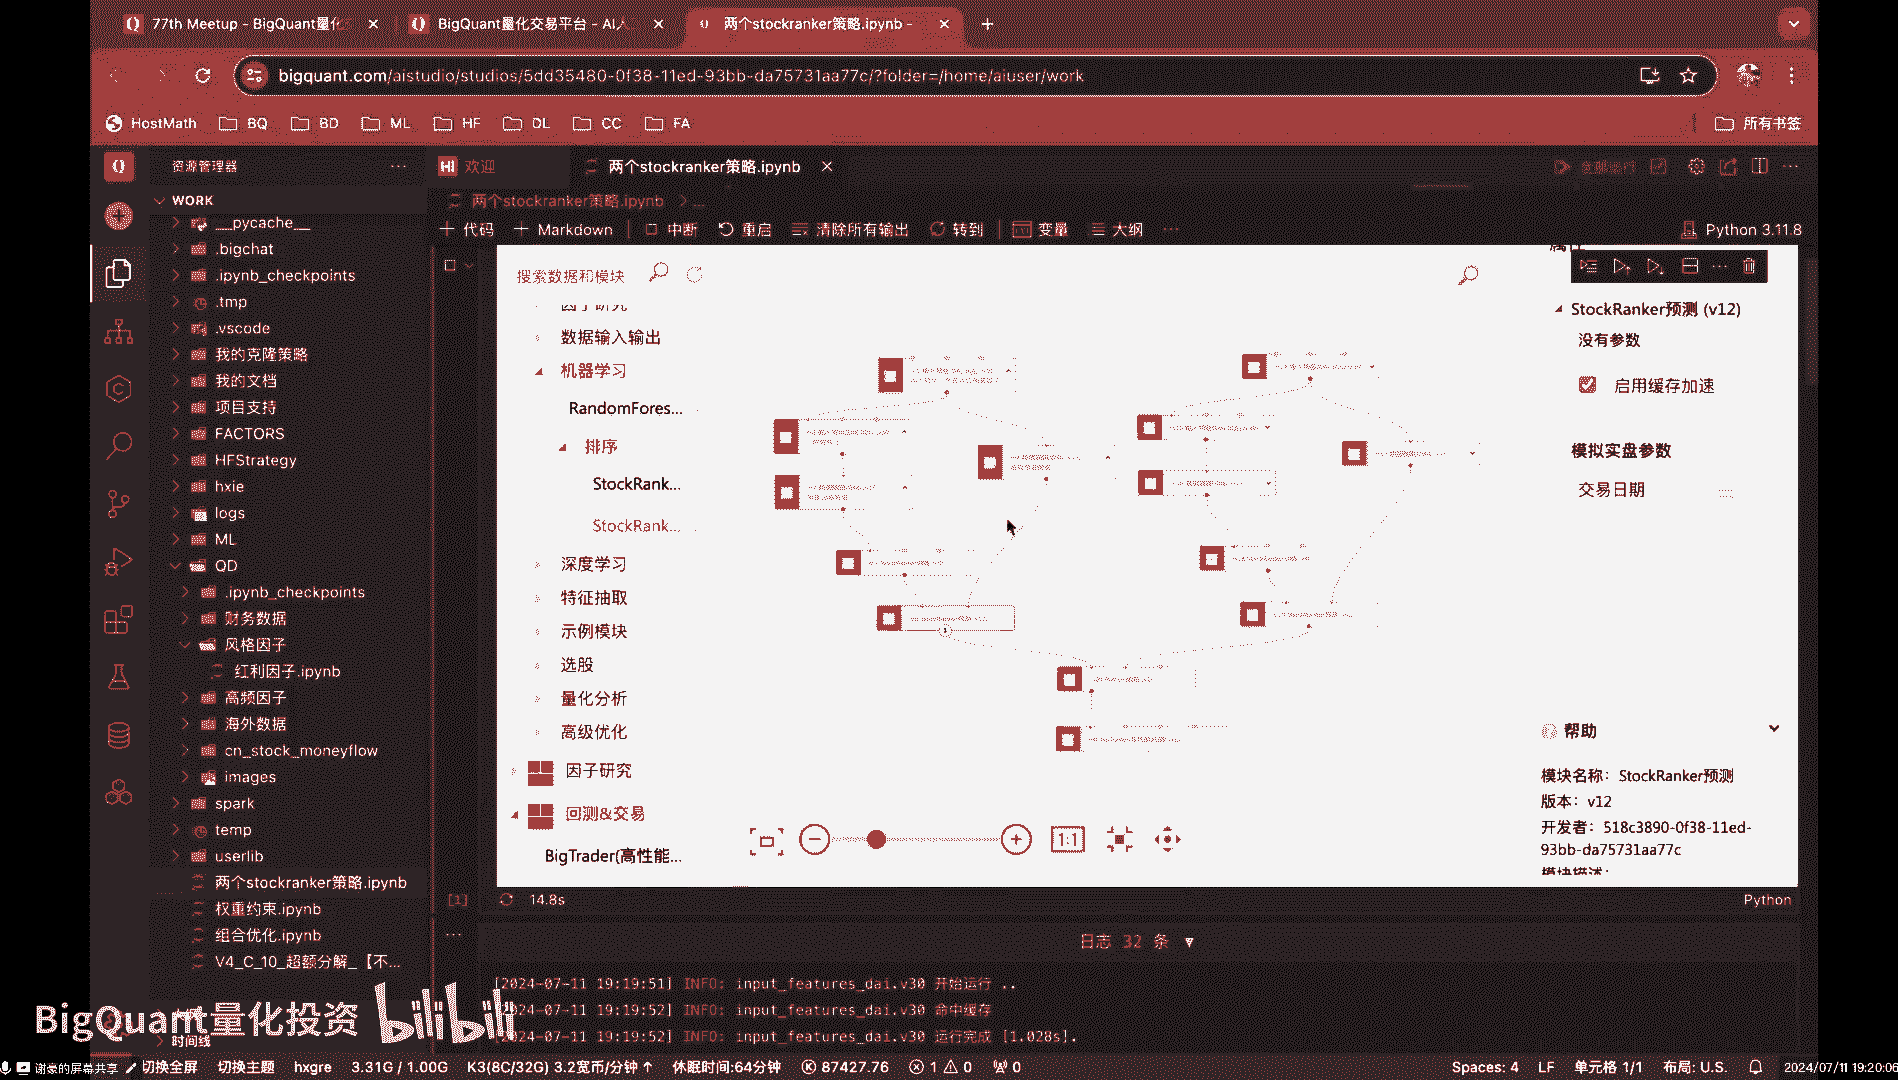 77th Meetup - BigQuant量化
BigQuant量化交易平台 - AI人
两个stockranker策略.ipynb -
bigquant.com/aistudio/studios/5dd35480-0f38-11ed-93bb-da75731aa77c/?folder=/home/aiuser/work
HostMath BQ BD ML HF DL CC FA 所有书签
资源管理器
欢迎
两个stockranker策略.ipynb
WORK
两个stockranker策略.ipynb > ...
代码 Markdown 中断 重启 清除所有输出 转到 变量 大纲 ... Python 3.11.8
__pycache__
.bigchat
.ipynb_checkpoints
.tmp
.vscode
我的克隆策略
我的文档
项目支持
FACTORS
HFStrategy
hxie
logs
ML
QD
.ipynb_checkpoints
财务数据
风格因子
红利因子.ipynb
高频因子
海外数据
cn_stock_moneyflow
images
spark
temp
userlib
两个stockranker策略.ipynb
权重约束.ipynb
组合优化.ipynb
V4_C_10_超额分解_【不...
时间线
搜索数据和模块
因子研究
数据输入输出
机器学习
RandomFores...
排序
StockRank...
StockRank...
深度学习
特征抽取
示例模块
选股
量化分析
高级优化
因子研究
回测&交易
BigTrader(高性能...
1:1
StockRanker预测 (v12)
没有参数
启用缓存加速
模拟实盘参数
交易日期
帮助
模块名称：StockRanker预测
版本：v12
开发者：518c3890-0f38-11ed-
93bb-da75731aa77c
模块描述：
[1] 14.8s Python
日志 32 条
[2024-07-11 19:19:51] INFO: input_features_dai.v30 开始运行 ..
2024-07-11 19:19:52] INFO: input_features_dai.v30 命中缓存
2024-07-11 19:19:52] INFO: input_features_dai.v30 运行完成 [1.028s].
BigQuant量化投资 bilibili
谢豪的屏幕共享 切换全屏 切换主题 hxgre 3.31G / 1.00G K3(8C/32G) 3.2宽币/分钟 ↑ 休眠时间:64分钟 87427.76 1 0 0 Spaces: 4 LF 单元格 1/1 布局: U.S. 2024/07/11 19:20:06